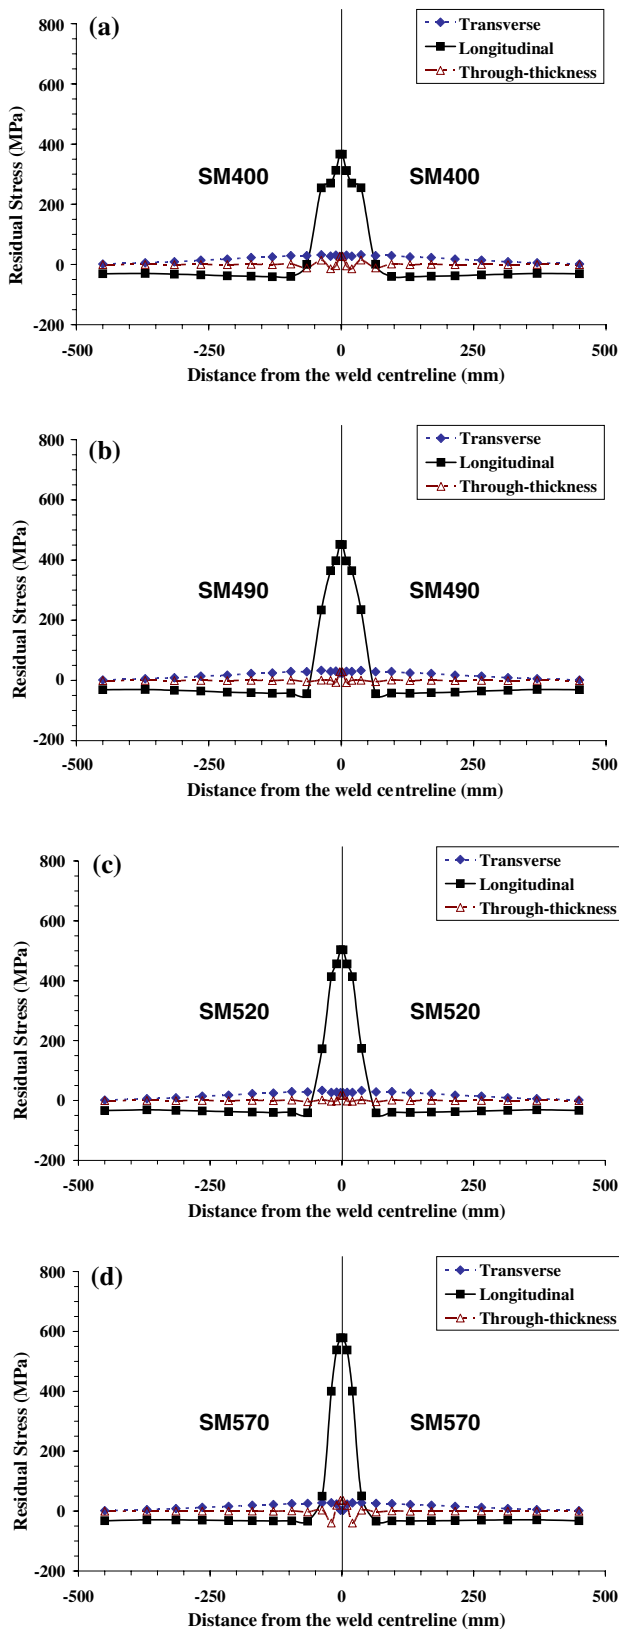 (a)
Transverse
Longitudinal
Through-thickness
800
600
400
200
0
-200
Residual Stress (MPa)
SM400 SM400
-500 -250 0 250 500
Distance from the weld centreline (mm)
(b)
Transverse
Longitudinal
Through-thickness
800
600
400
200
0
-200
Residual Stress (MPa)
SM490 SM490
-500 -250 0 250 500
Distance from the weld centreline (mm)
(c)
Transverse
Longitudinal
Through-thickness
800
600
400
200
0
-200
Residual Stress (MPa)
SM520 SM520
-500 -250 0 250 500
Distance from the weld centreline (mm)
(d)
Transverse
Longitudinal
Through-thickness
800
600
400
200
0
-200
Residual Stress (MPa)
SM570 SM570
-500 -250 0 250 500
Distance from the weld centreline (mm)